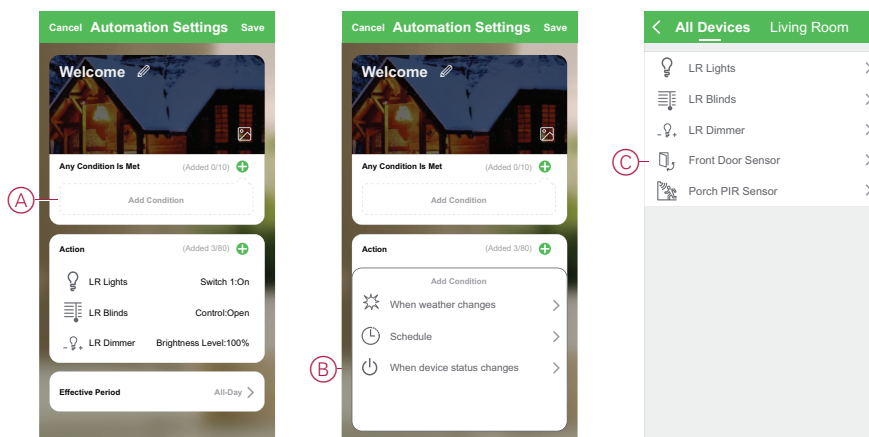 Cancel Automation Settings Save
Welcome
Any Condition Is Met (Added 0/10)
A
Add Condition
Action (Added 3/80)
LR Lights Switch 1:On
LR Blinds Control:Open
LR Dimmer Brightness Level:100%
Effective Period All-Day
Cancel Automation Settings Save
Welcome
Any Condition Is Met (Added 0/10)
Add Condition
Action (Added 3/80)
Add Condition
When weather changes
Schedule
B
When device status changes
All Devices Living Room
LR Lights
LR Blinds
LR Dimmer
C
Front Door Sensor
Porch PIR Sensor